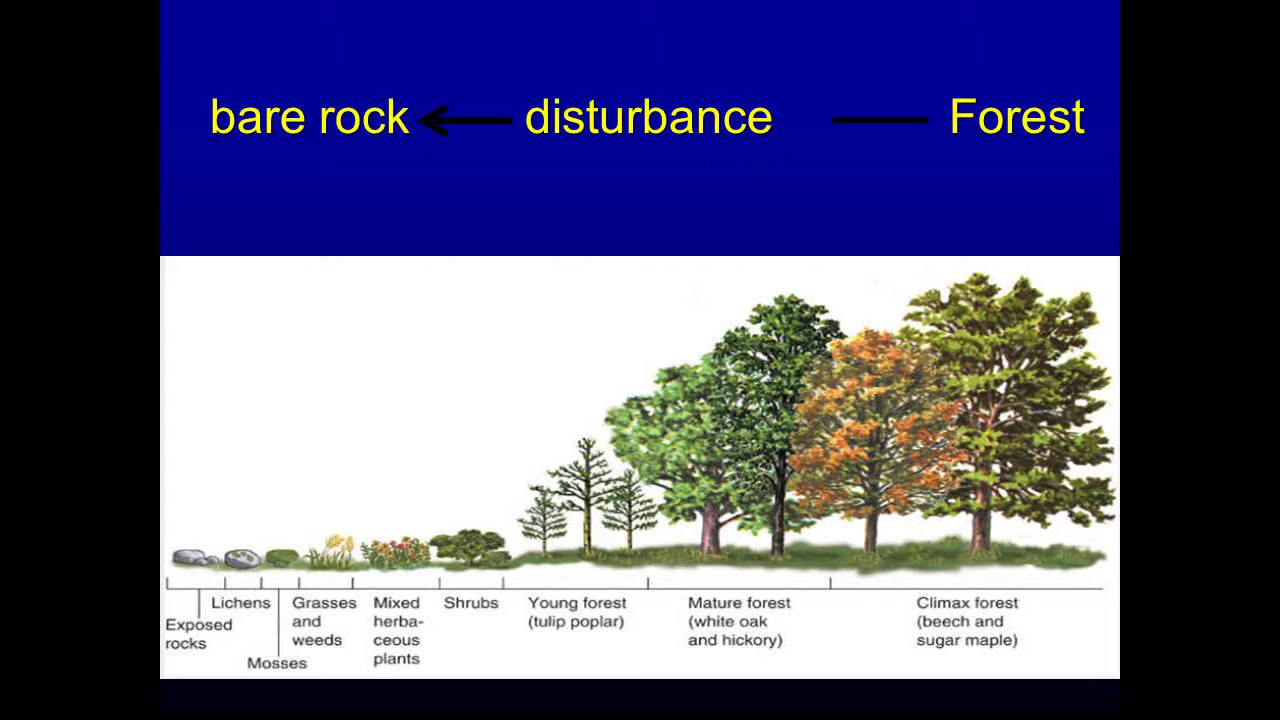 bare rock disturbance Forest
Exposed
rocks
Lichens
Mosses
Grasses
and
weeds
Mixed
herba-
ceous
plants
Shrubs
Young forest
(tulip poplar)
Mature forest
(white oak
and hickory)
Climax forest
(beech and
sugar maple)